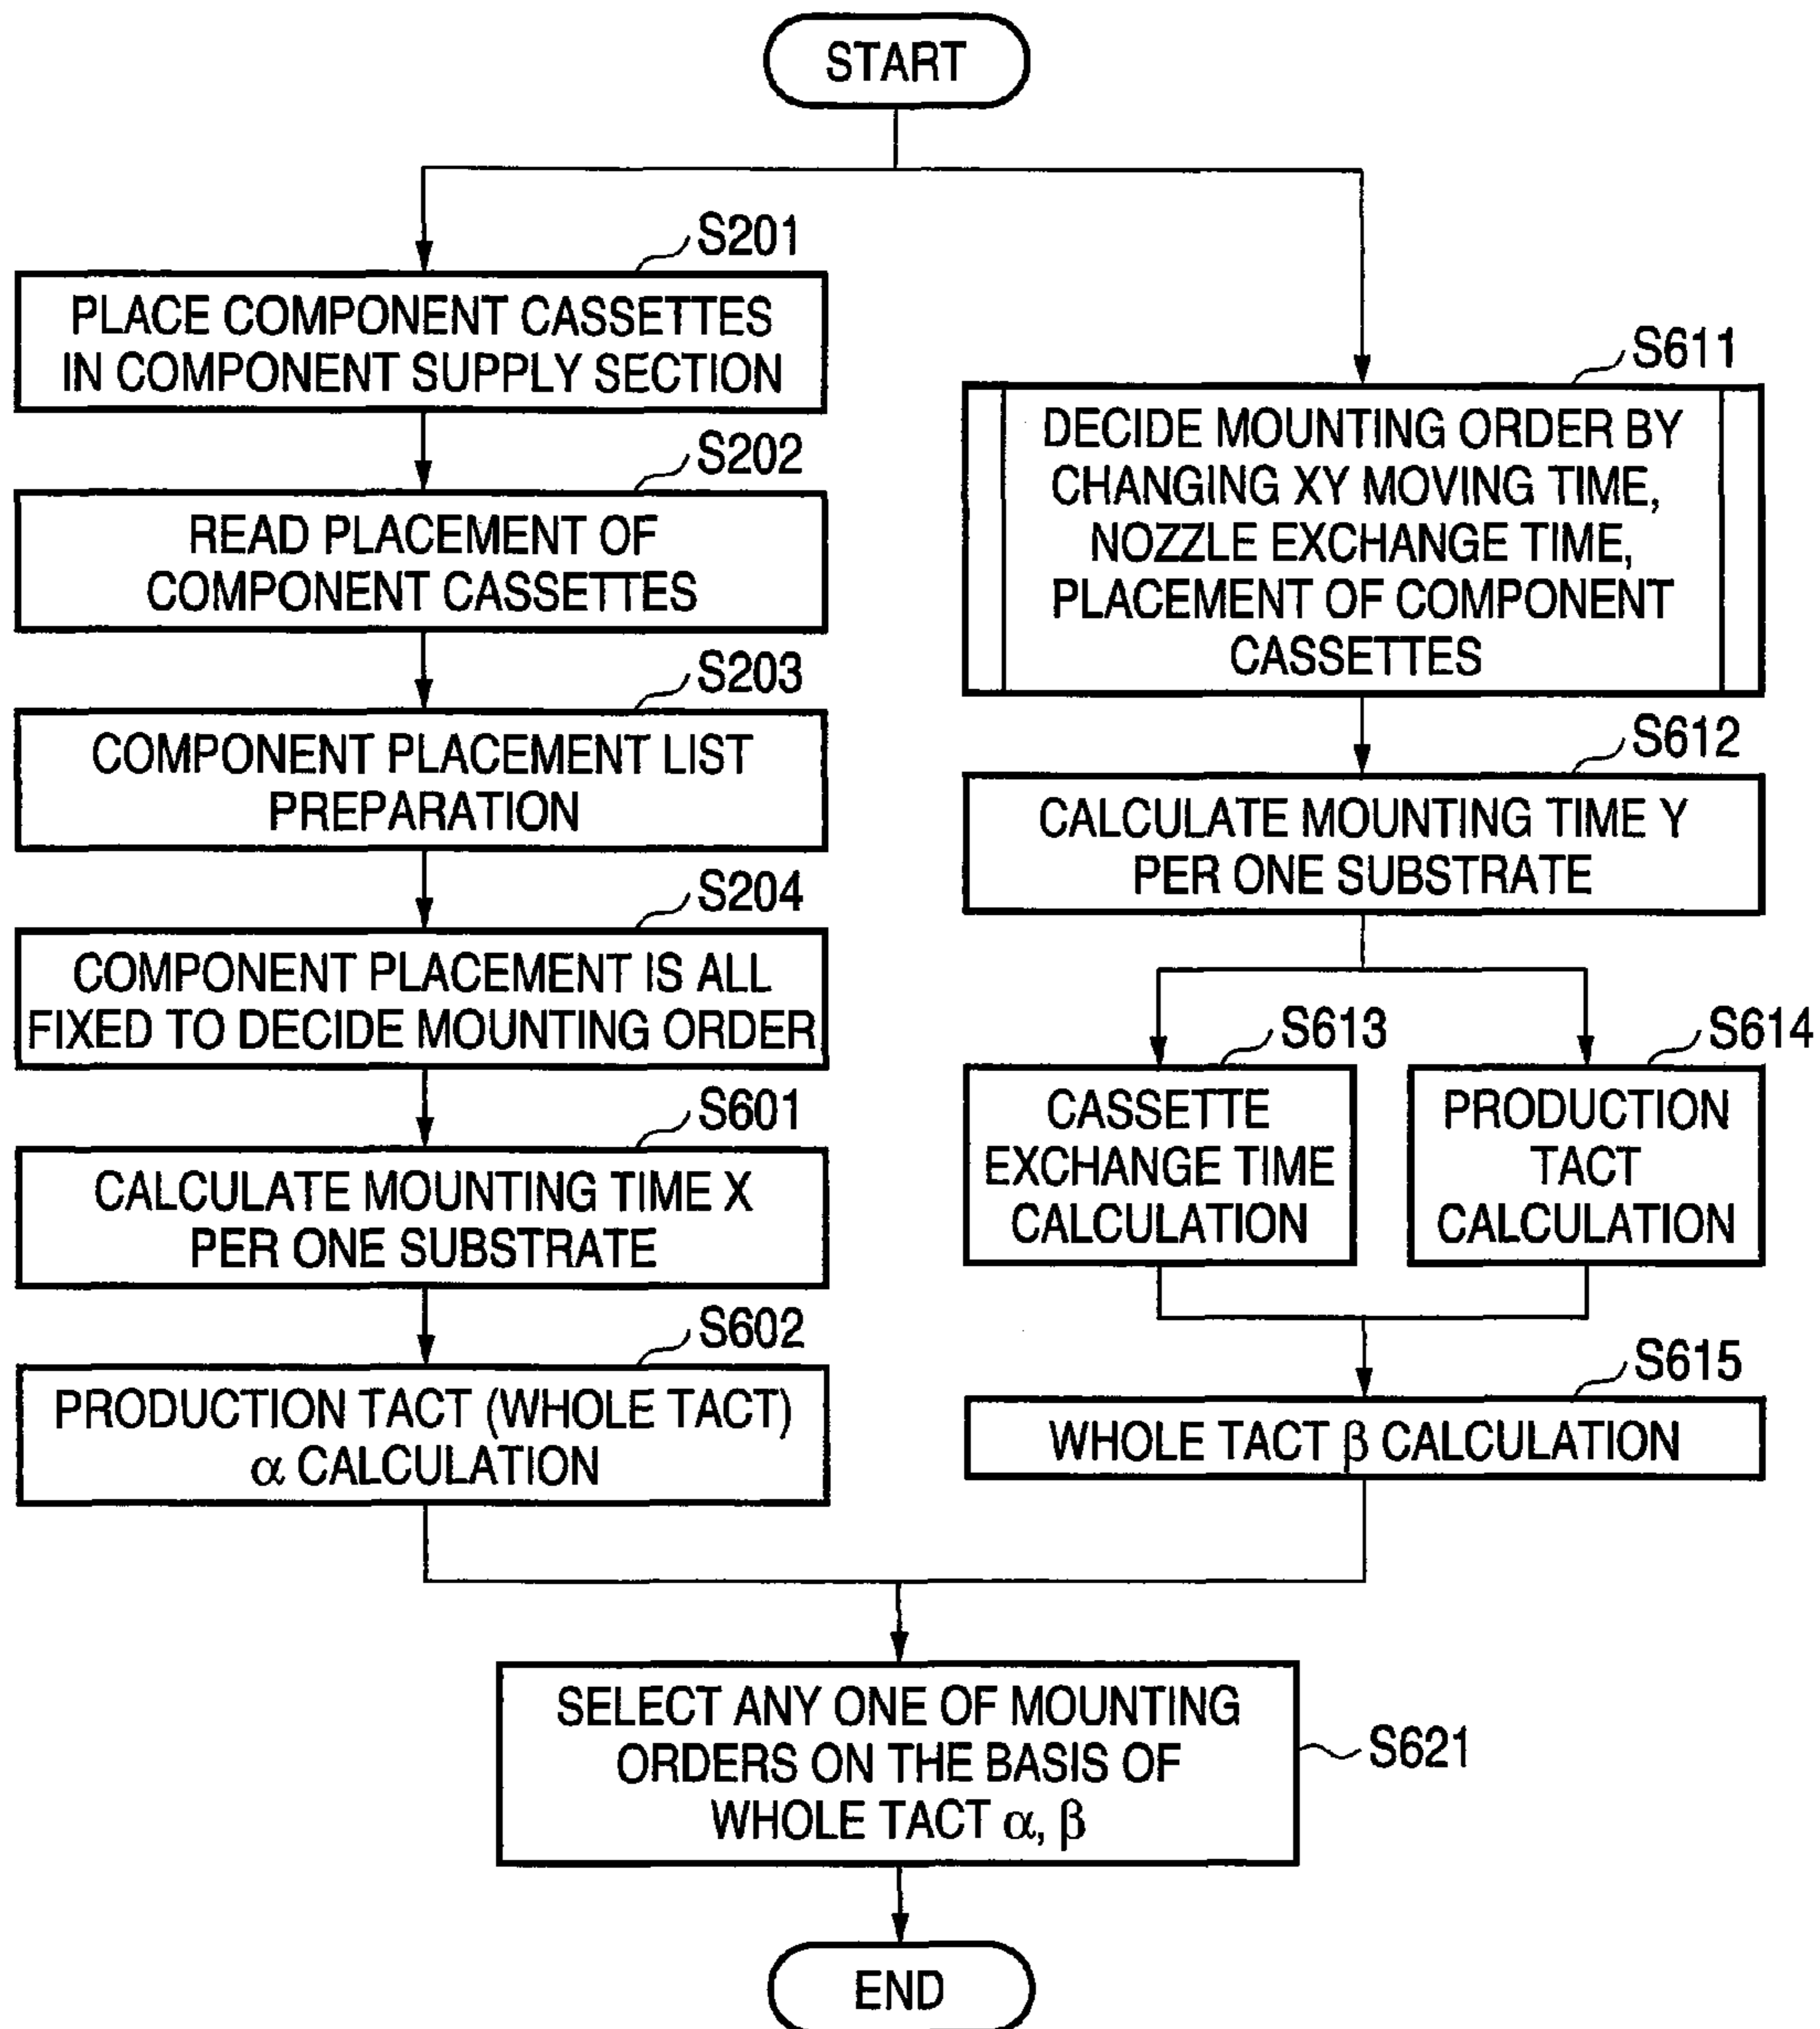 START
S201
PLACE COMPONENT CASSETTES
IN COMPONENT SUPPLY SECTION
S202
READ PLACEMENT OF
COMPONENT CASSETTES
S203
COMPONENT PLACEMENT LIST
PREPARATION
S204
COMPONENT PLACEMENT IS ALL
FIXED TO DECIDE MOUNTING ORDER
S601
CALCULATE MOUNTING TIME X
PER ONE SUBSTRATE
S602
PRODUCTION TACT (WHOLE TACT)
α CALCULATION
S611
DECIDE MOUNTING ORDER BY
CHANGING XY MOVING TIME,
NOZZLE EXCHANGE TIME,
PLACEMENT OF COMPONENT
CASSETTES
S612
CALCULATE MOUNTING TIME Y
PER ONE SUBSTRATE
S613
CASSETTE
EXCHANGE TIME
CALCULATION
S614
PRODUCTION
TACT
CALCULATION
S615
WHOLE TACT β CALCULATION
SELECT ANY ONE OF MOUNTING
ORDERS ON THE BASIS OF
WHOLE TACT α, β
S621
END